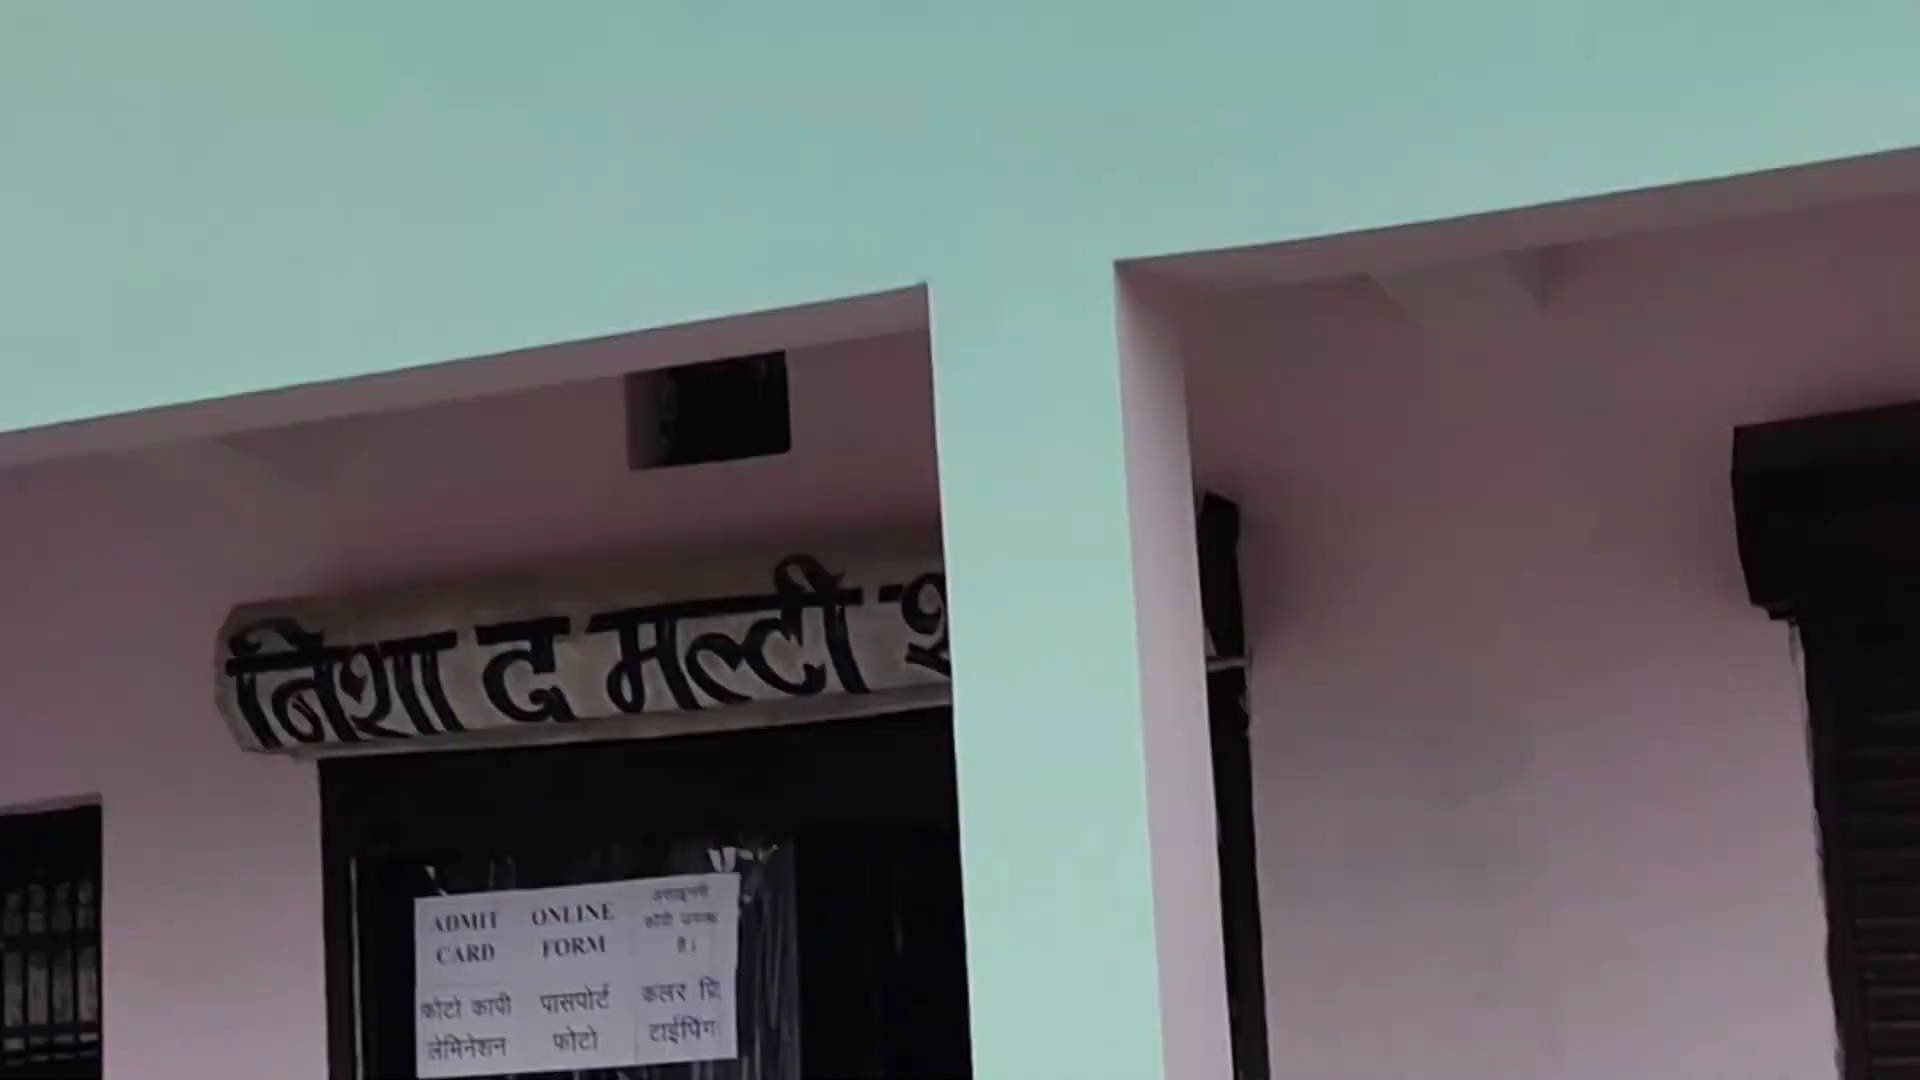 निशा द मल्टी
ADMIT CARD
ONLINE FORM
है।
फोटो कापी
लेमिनेशन
पासपोर्ट
फोटो
कलर
टाईपिंग